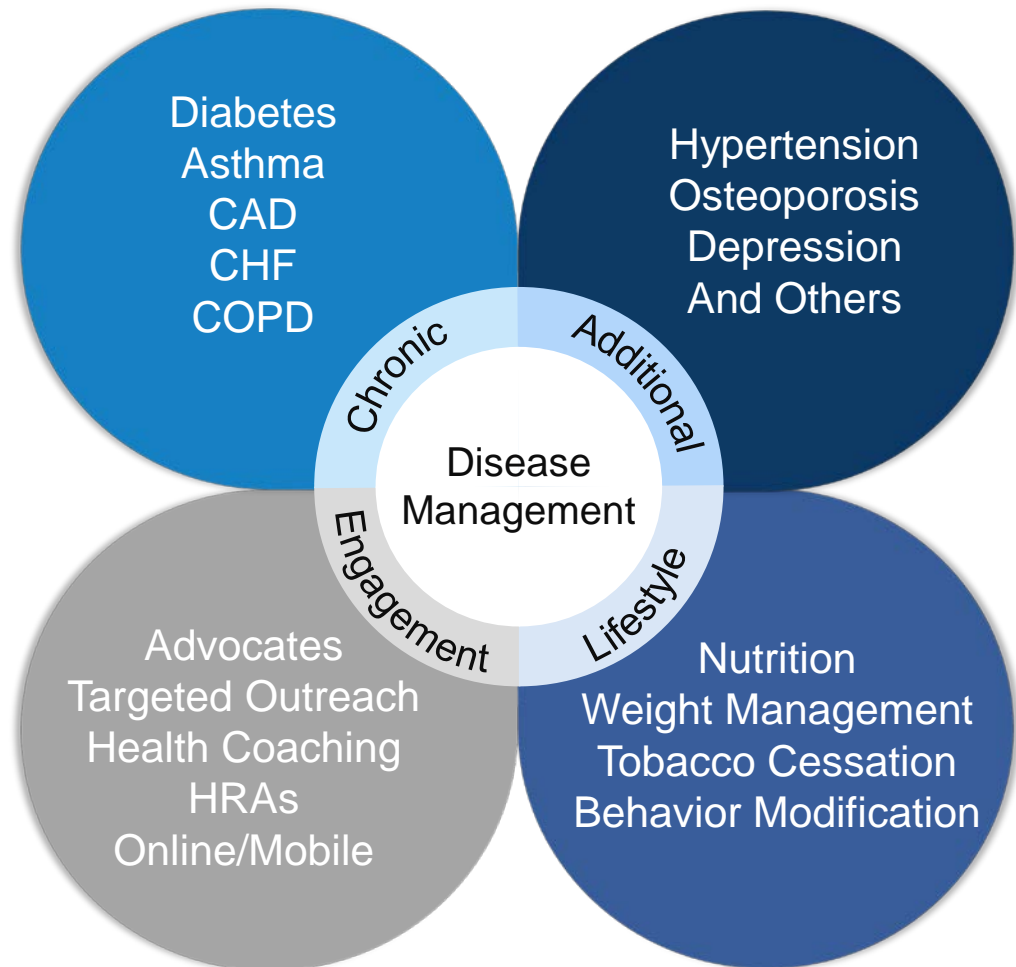 Diabetes
Asthma
CAD
CHF
COPD
Hypertension
Osteoporosis
Depression
And Others
Chronic
Additional
Disease
Management
Engagement
Lifestyle
Advocates
Targeted Outreach
Health Coaching
HRAs
Online/Mobile
Nutrition
Weight Management
Tobacco Cessation
Behavior Modification